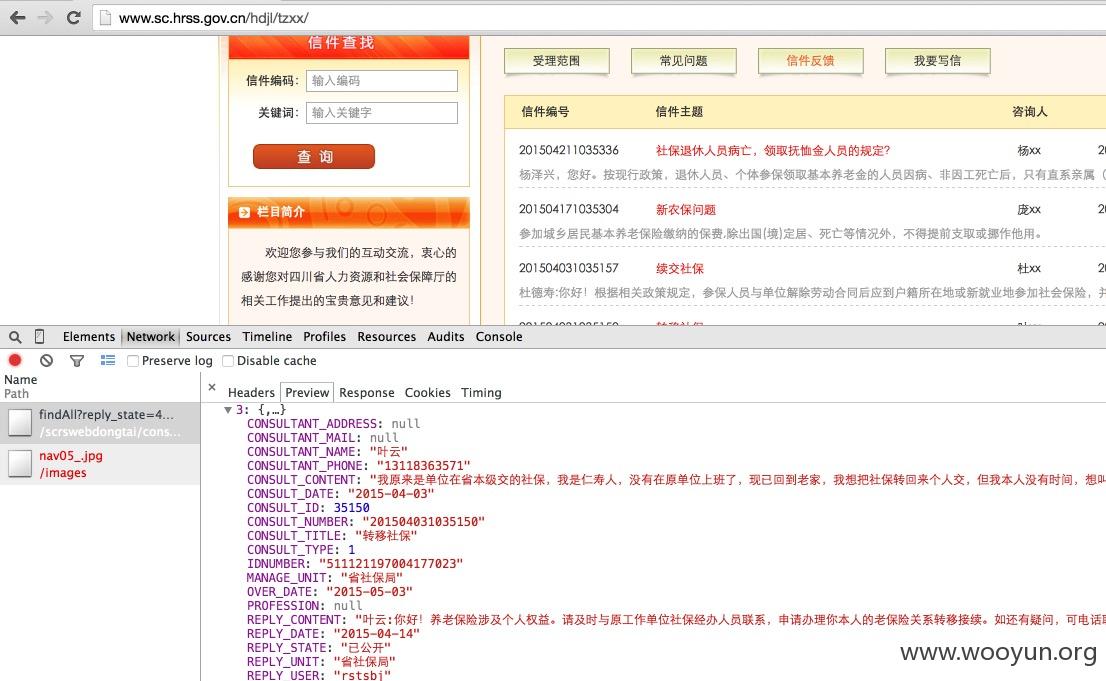 www.sc.hrss.gov.cn/hdjl/tzxx/
信件查找
信件编码： 输入编码
关键词： 输入关键字
查 询
栏目简介
欢迎您参与我们的互动交流，衷心的
感谢您对四川省人力资源和社会保障厅的
相关工作提出的宝贵意见和建议！
受理范围 常见问题 信件反馈 我要写信
信件编号 信件主题 咨询人
201504211035336 社保退休人员病亡，领取抚恤金人员的规定？ 杨xx 2
杨泽兴，您好。按现行政策，退休人员、个体参保领取基本养老金的人员因病、非因工死亡后，只有直系亲属（
201504171035304 新农保问题 庞xx 20
参加城乡居民基本养老保险缴纳的保费,除出国(境)定居、死亡等情况外，不得提前支取或挪作他用。
201504031035157 续交社保 杜xx 20
杜德寿:你好！根据相关政策规定，参保人员与单位解除劳动合同后应到户籍所在地或新就业地参加社会保险，并
Elements Network Sources Timeline Profiles Resources Audits Console
Preserve log Disable cache
Name
Path
findAll?reply_state=4...
/scrswebdongtai/cons...
nav05_.jpg
/images
× Headers Preview Response Cookies Timing
▼3: {,…}
CONSULTANT_ADDRESS: null
CONSULTANT_MAIL: null
CONSULTANT_NAME: "叶云"
CONSULTANT_PHONE: "13118363571"
CONSULT_CONTENT: "我原来是单位在省本级交的社保，我是仁寿人，没有在原单位上班了，现已回到老家，我想把社保转回来个人交，但我本人没有时间，想叫
CONSULT_DATE: "2015-04-03"
CONSULT_ID: 35150
CONSULT_NUMBER: "201504031035150"
CONSULT_TITLE: "转移社保"
CONSULT_TYPE: 1
IDNUMBER: "511121197004177023"
MANAGE_UNIT: "省社保局"
OVER_DATE: "2015-05-03"
PROFESSION: null
REPLY_CONTENT: "叶云:你好！养老保险涉及个人权益。请及时与原工作单位社保经办人员联系，申请办理你本人的老保险关系转移接续。如还有疑问，可电话联
REPLY_DATE: "2015-04-14"
REPLY_STATE: "已公开"
REPLY_UNIT: "省社保局"
REPLY_USER: "rstsbj"
www.wooyun.org